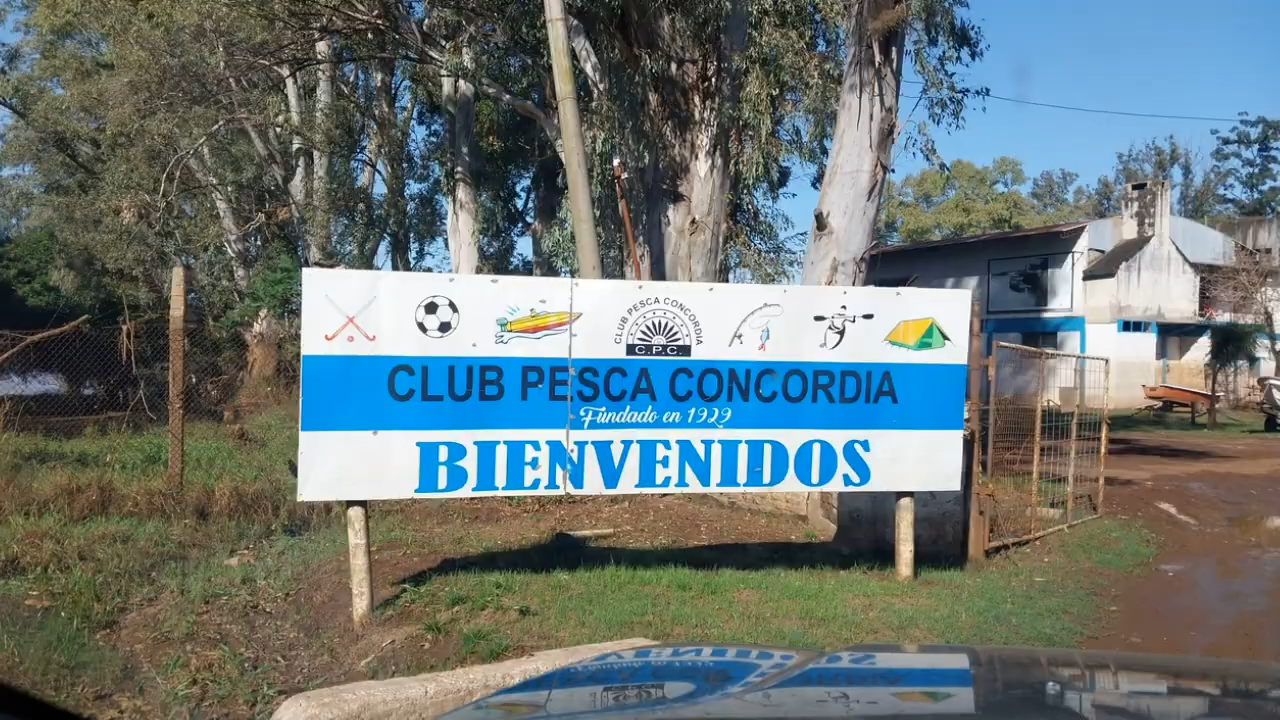 CLUB PESCA CONCORDIA
C.P.C.
CLUB PESCA CONCORDIA
Fundado en 1929
BIENVENIDOS